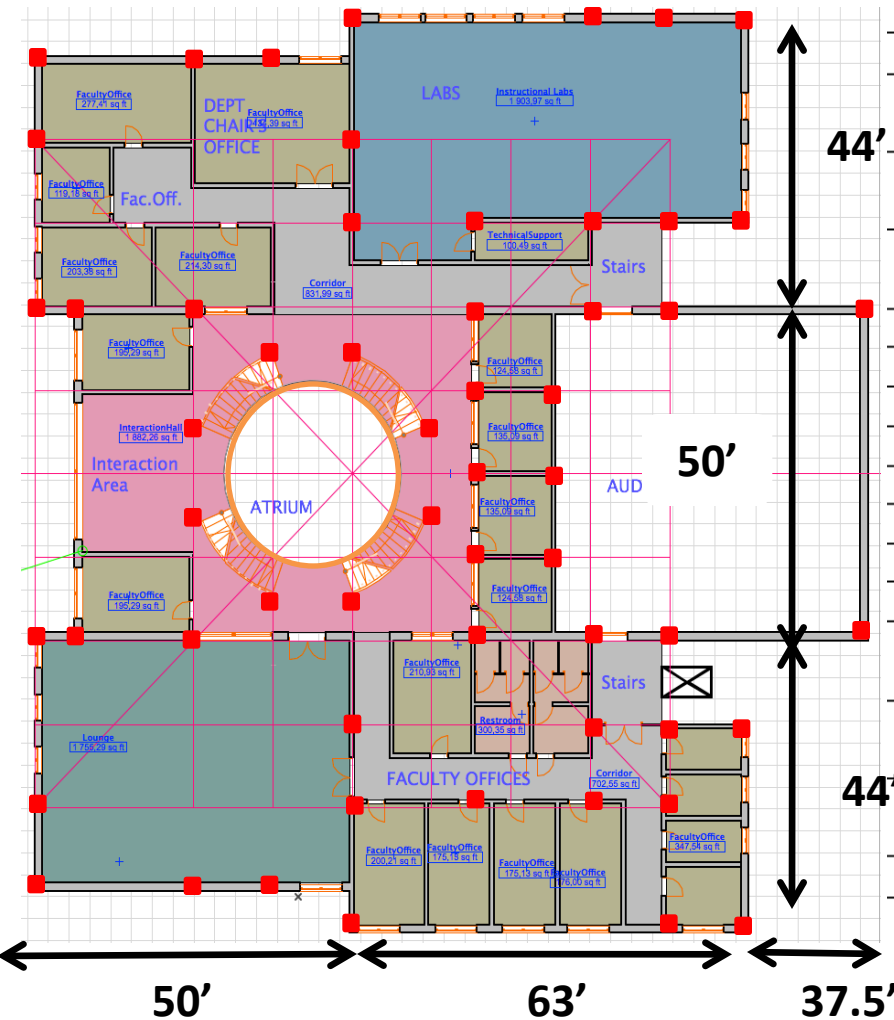 LABS
Instructional Labs
1 903,97 sq ft
FacultyOffice
277,41 sq ft
DEPT
CHAIR'S
OFFICE
FacultyOffice
44'
FacultyOffice
119,18 sq ft
Fac.Off.
TechnicalSupport
100,49 sq ft
FacultyOffice
203,38 sq ft
FacultyOffice
214,30 sq ft
Stairs
Corridor
831,99 sq ft
FacultyOffice
195,29 sq ft
FacultyOffice
124,58 sq ft
InteractionHall
1 882,26 sq ft
FacultyOffice
135,09 sq ft
Interaction
Area
50'
AUD
ATRIUM
FacultyOffice
135,09 sq ft
FacultyOffice
195,29 sq ft
FacultyOffice
124,58 sq ft
FacultyOffice
210,93 sq ft
Stairs
Restroom
300,35 sq ft
Lounge
1 759,29 sq ft
FACULTY OFFICES
Corridor
702,55 sq ft
44'
FacultyOffice
347,54 sq ft
FacultyOffice
200,21 sq ft
FacultyOffice
175,15 sq ft
FacultyOffice
175,13 sq ft
FacultyOffice
176,00 sq ft
50'
63'
37.5'